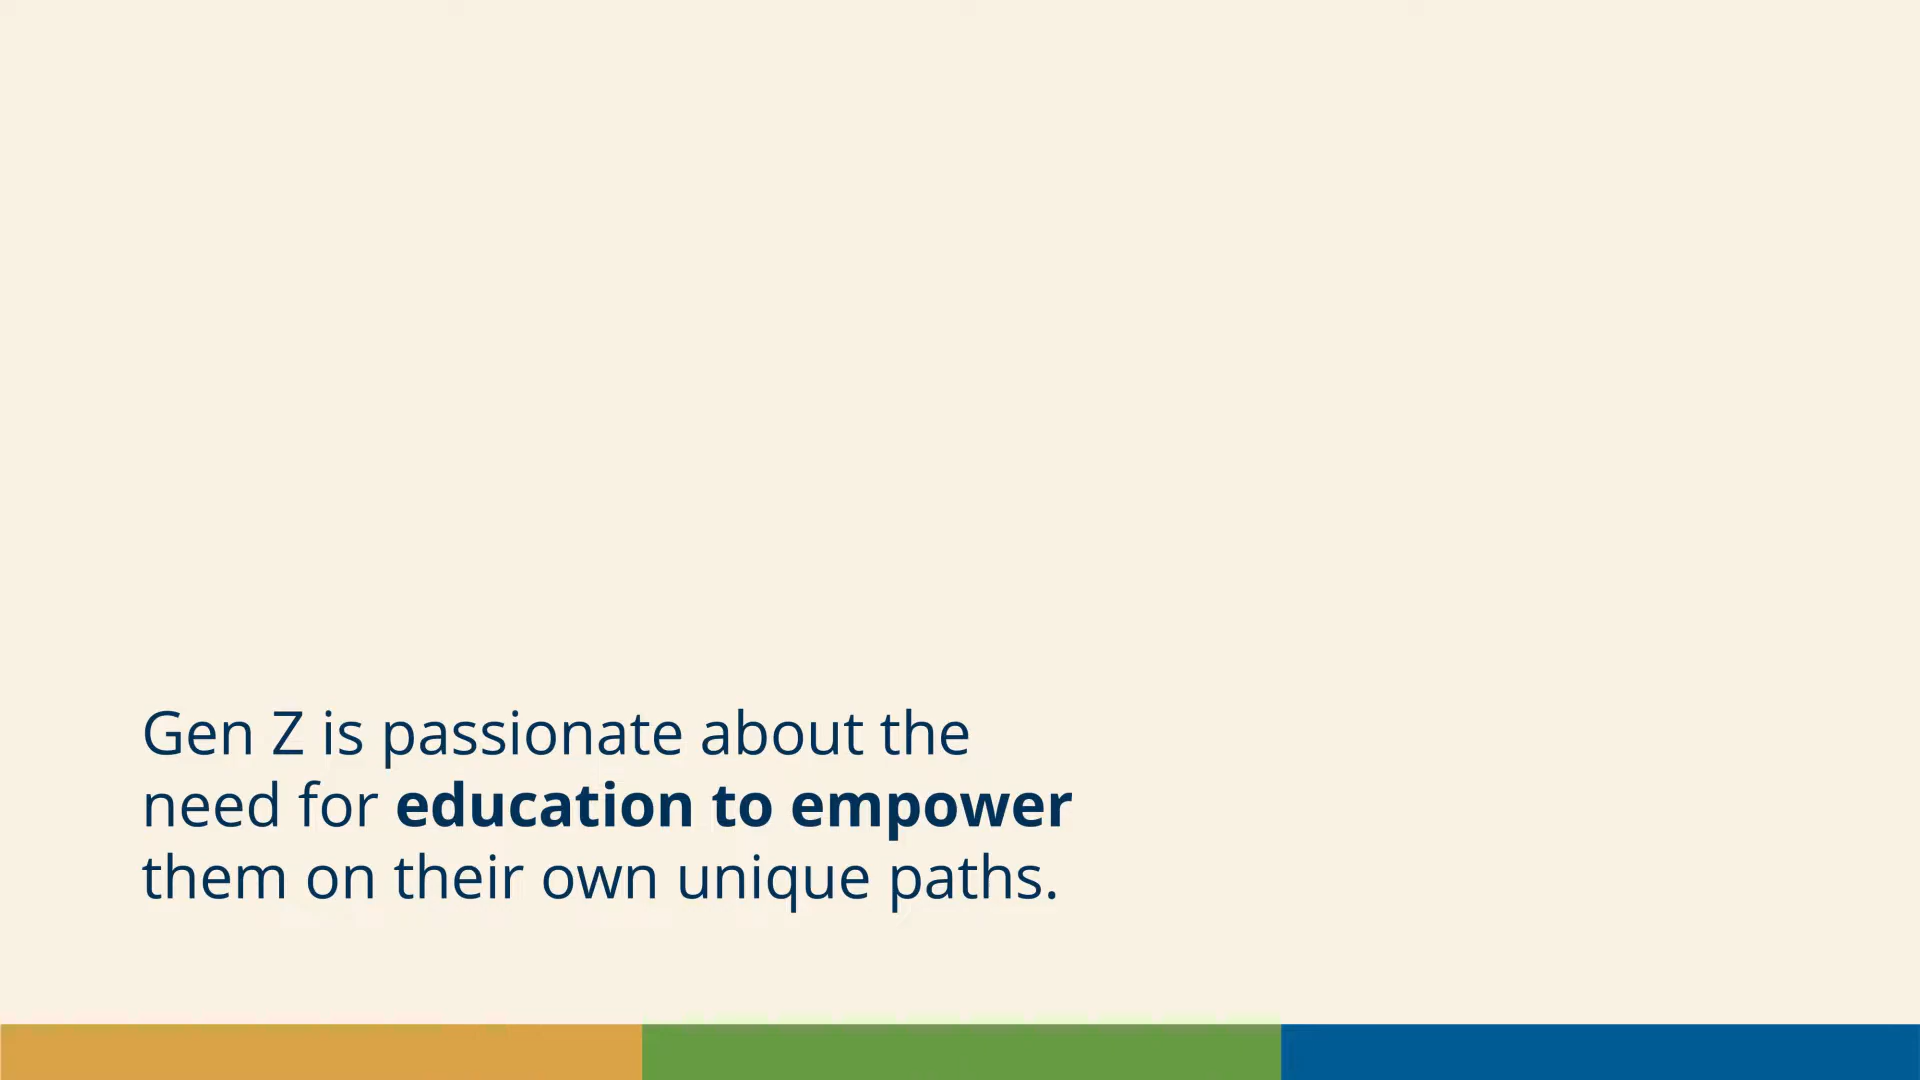 Gen Z is passionate about the
need for education to empower
them on their own unique paths.